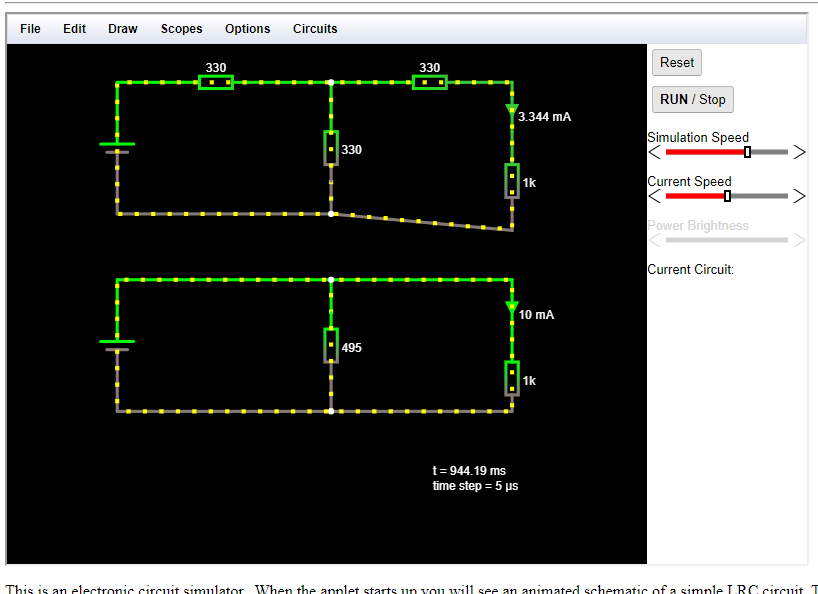 File Edit Draw Scopes Options Circuits
Reset
RUN / Stop
Simulation Speed
Current Speed
Power Brightness
Current Circuit:
330 330
3.344 mA
330
1k
10 mA
495
1k
t = 944.19 ms
time step = 5 μs
This is an electronic circuit simulator. When the applet starts up you will see an animated schematic of a simple LRC circuit. T